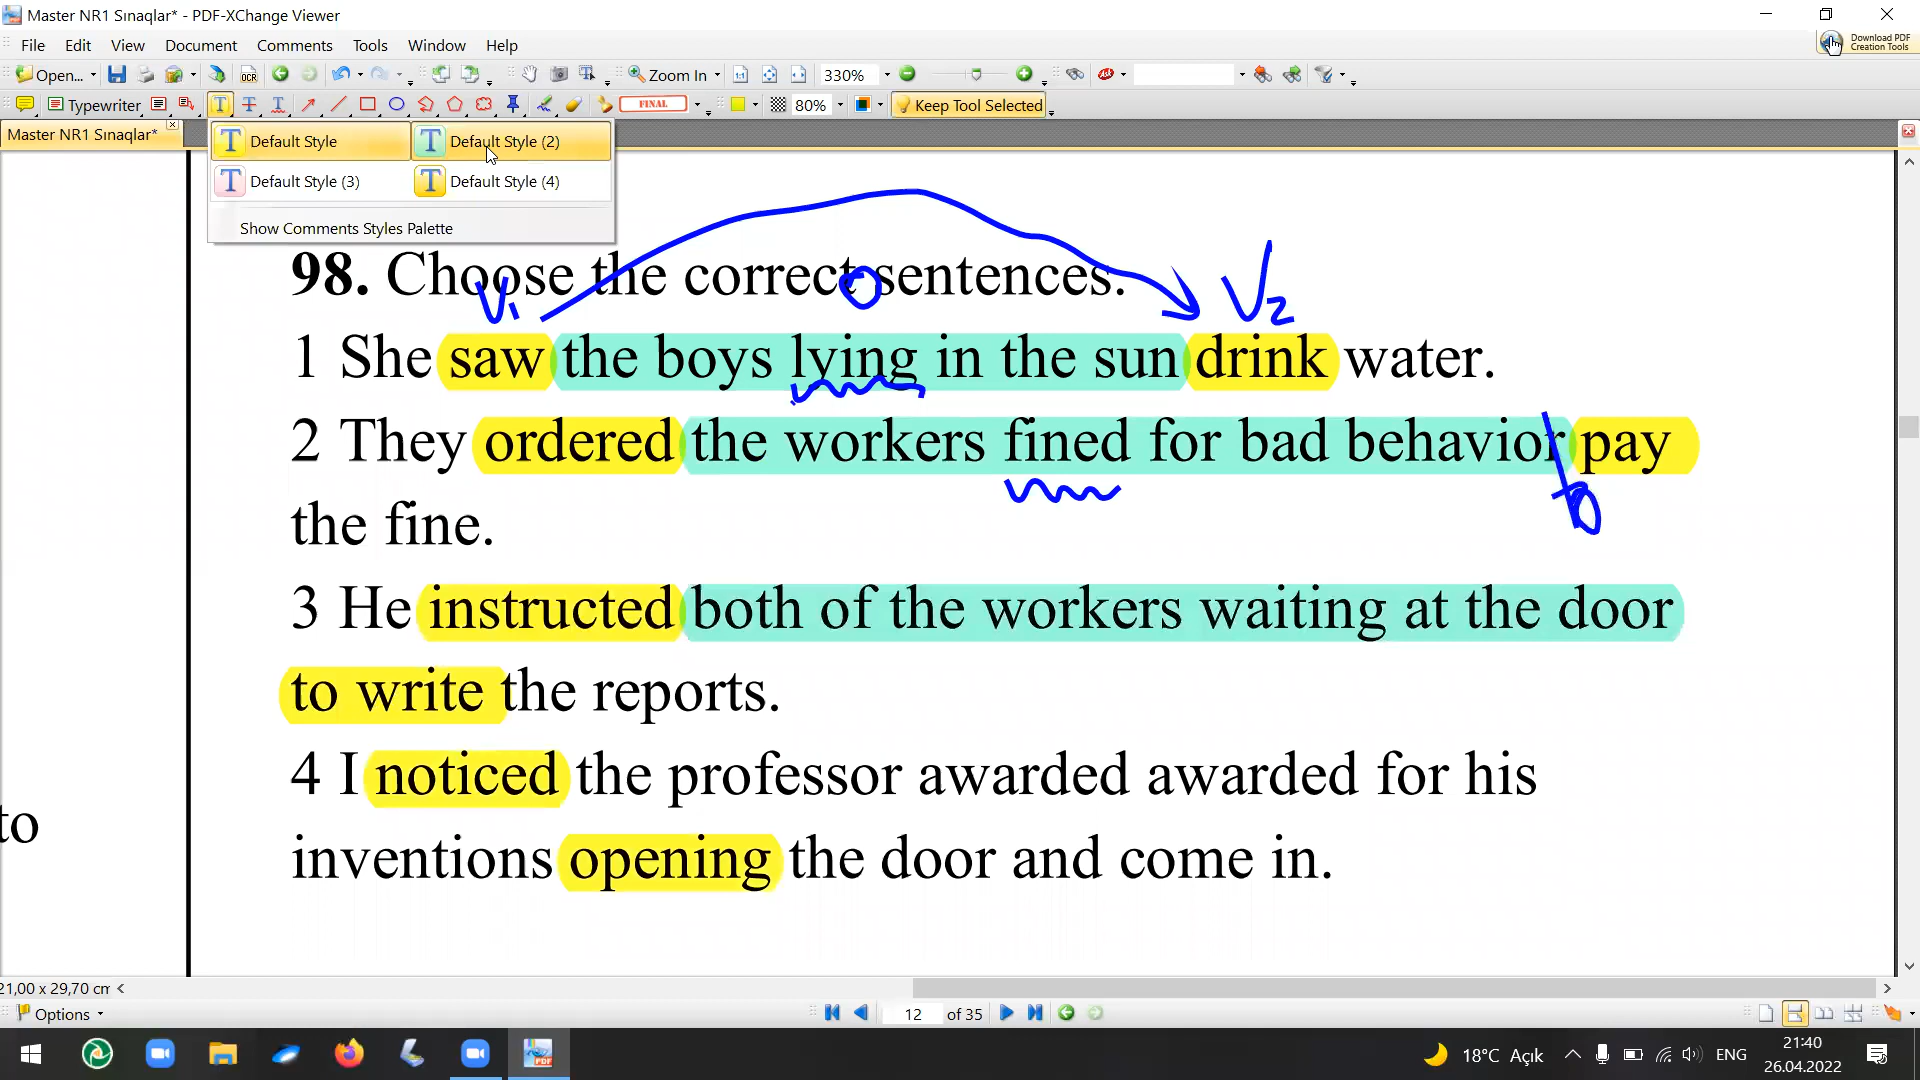 Master NR1 Sınaqlar* - PDF-XChange Viewer
File Edit View Document Comments Tools Window Help
Download PDF
Creation Tools
Open... OCR Zoom In 330%
Typewriter FINAL 80% Keep Tool Selected
Master NR1 Sınaqlar*
Default Style Default Style (2)
Default Style (3) Default Style (4)
Show Comments Styles Palette
98. Choose the correct sentences.
V1 O V2
1 She saw the boys lying in the sun drink water.
2 They ordered the workers fined for bad behavior pay
to
the fine.
3 He instructed both of the workers waiting at the door
to write the reports.
4 I noticed the professor awarded awarded for his
to
inventions opening the door and come in.
21,00 x 29,70 cm
Options 12 of 35
18°C Açık ENG 21:40
26.04.2022